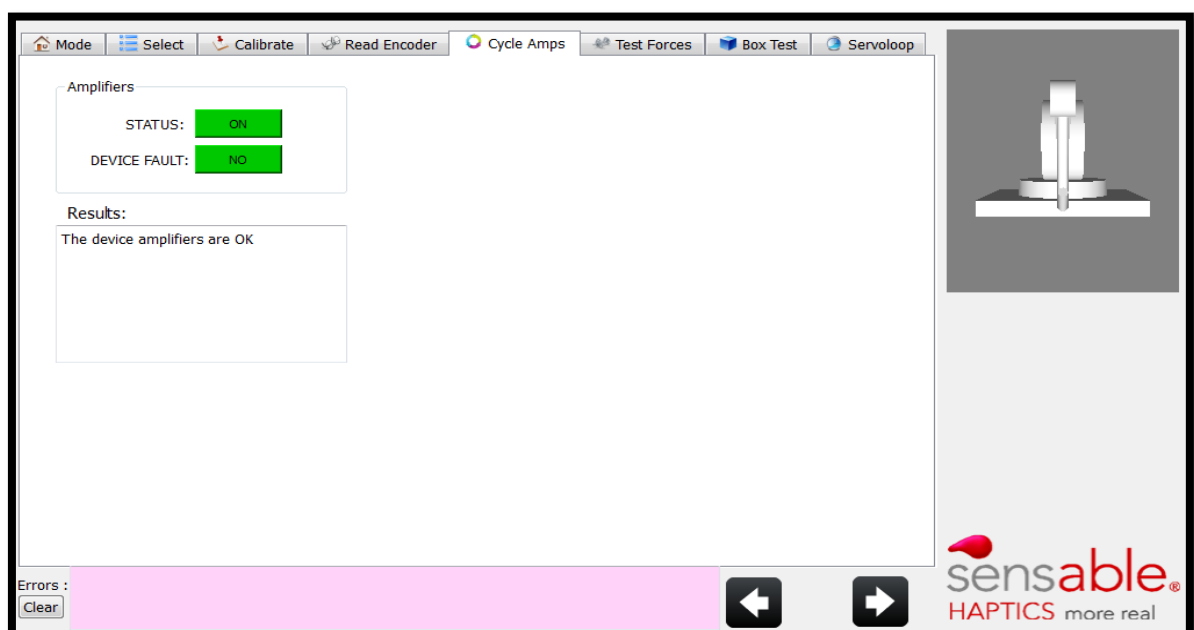 Mode Select Calibrate Read Encoder Cycle Amps Test Forces Box Test Servoloop
Amplifiers
STATUS: ON
DEVICE FAULT: NO
Results:
The device amplifiers are OK
Errors :
Clear
sensable®
HAPTICS more real